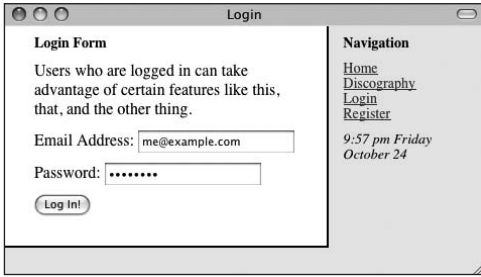 Login
Login Form
Users who are logged in can take
advantage of certain features like this,
that, and the other thing.
Email Address: me@example.com
Password: ••••••••
Log In!
Navigation
Home
Discography
Login
Register
9:57 pm Friday
October 24